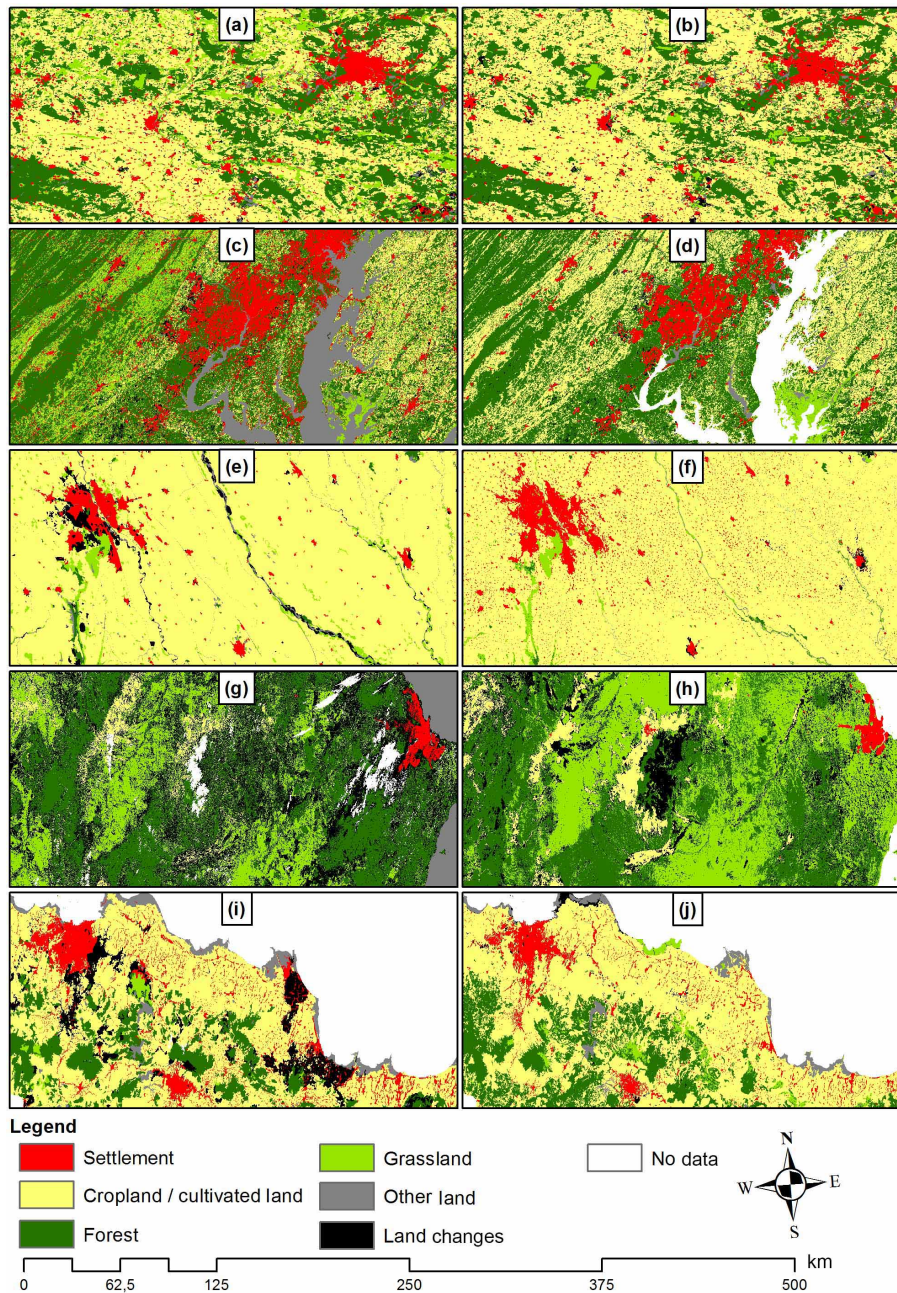 (a) (b)
(c) (d)
(e) (f)
(g) (h)
(i) (j)
Legend
Settlement Grassland No data
Cropland / cultivated land Other land
Forest Land changes
N
W E
S
km
0 62,5 125 250 375 500